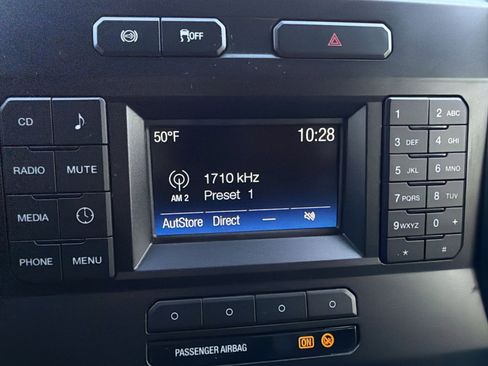 OFF
CD
RADIO MUTE
MEDIA
PHONE MENU
50°F 10:28
1710 kHz
AM 2 Preset 1
AutStore Direct —
1 2 ABC
3 DEF 4 GHI
5 JKL 6 MNO
7 PQRS 8 TUV
9 WXYZ 0 +
* #
PASSENGER AIRBAG ON